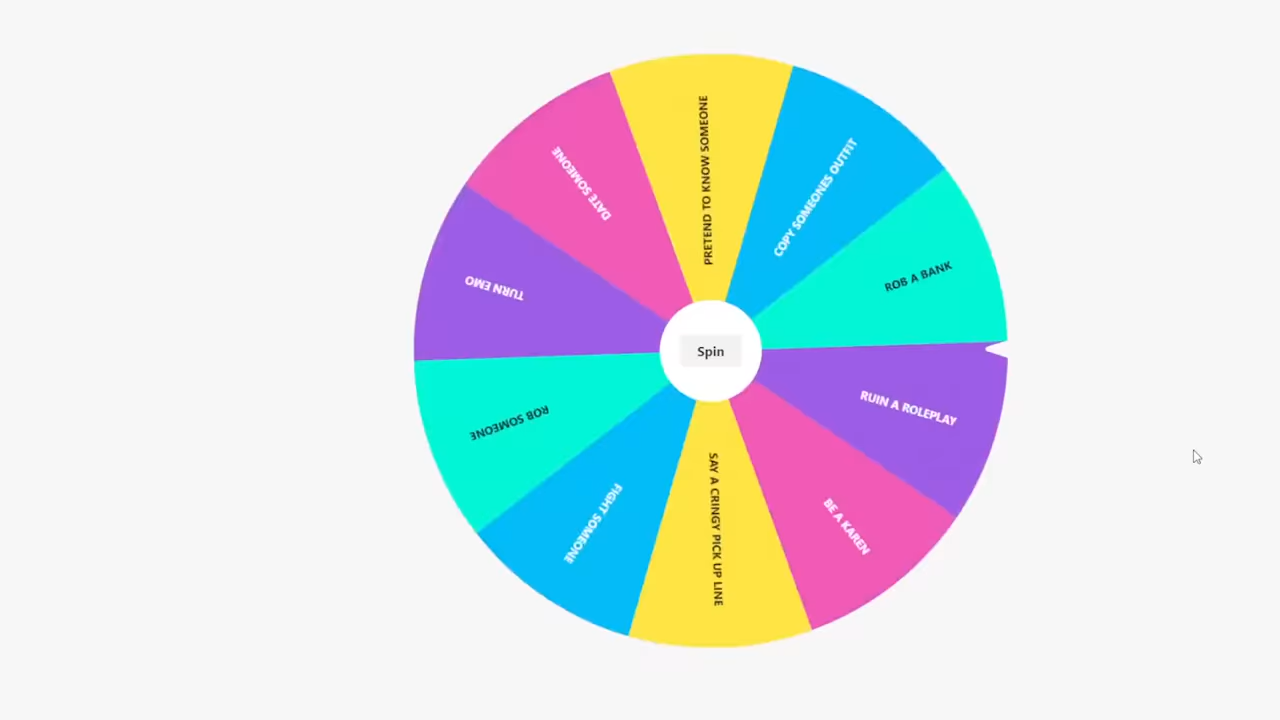 PRETEND TO KNOW SOMEONE
COPY SOMEONES OUTFIT
ROB A BANK
RUIN A ROLEPLAY
BE A KAREN
SAY A CRINGY PICK UP LINE
FIGHT SOMEONE
ROB SOMEONE
TURN EMO
DATE SOMEONE
Spin